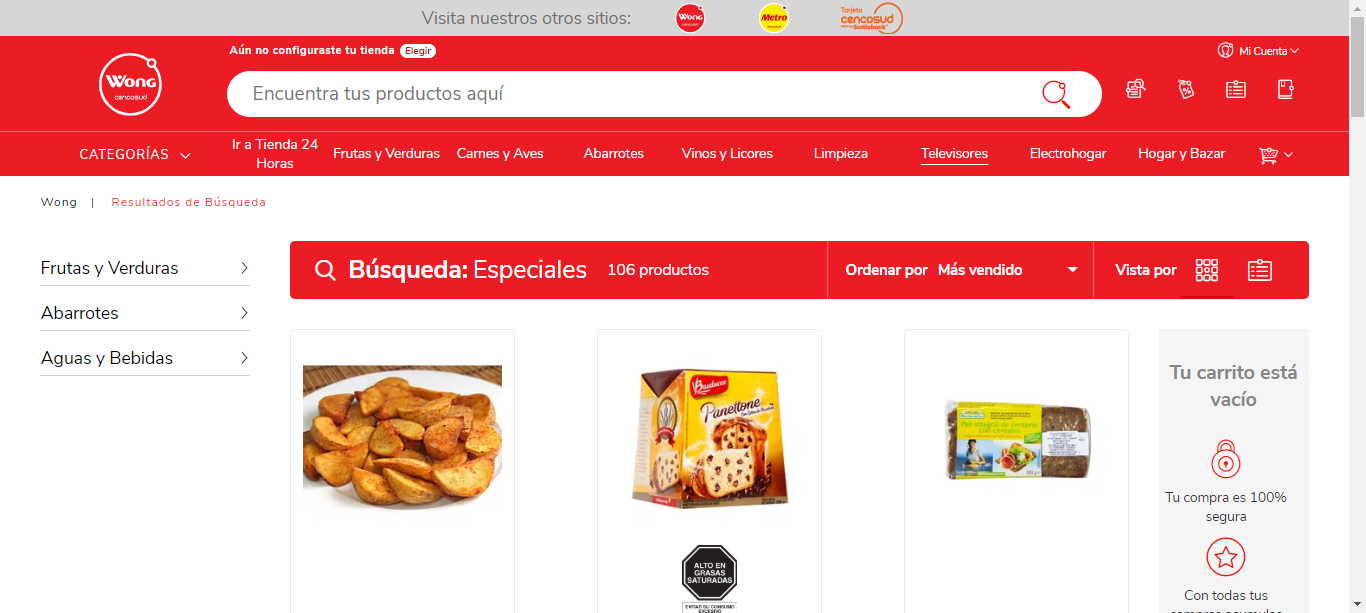 Visita nuestros otros sitios:
Wong
cencosud
Metro
Tarjeta
cencosud
Scotiabank
Aún no configuraste tu tienda Elegir
Mi Cuenta
Wong
cencosud
Encuentra tus productos aquí
CATEGORÍAS
Ir a Tienda 24
Horas
Frutas y Verduras
Carnes y Aves
Abarrotes
Vinos y Licores
Limpieza
Televisores
Electrohogar
Hogar y Bazar
Wong | Resultados de Búsqueda
Frutas y Verduras
Abarrotes
Aguas y Bebidas
Búsqueda: Especiales 106 productos
Ordenar por Más vendido
Vista por
Bauducco
Panettone
Pan integral de centeno
con cereales
ALTO EN
GRASAS
SATURADAS
EVITAR SU CONSUMO
EXCESIVO
Tu carrito está
vacío
Tu compra es 100%
segura
Con todas tus